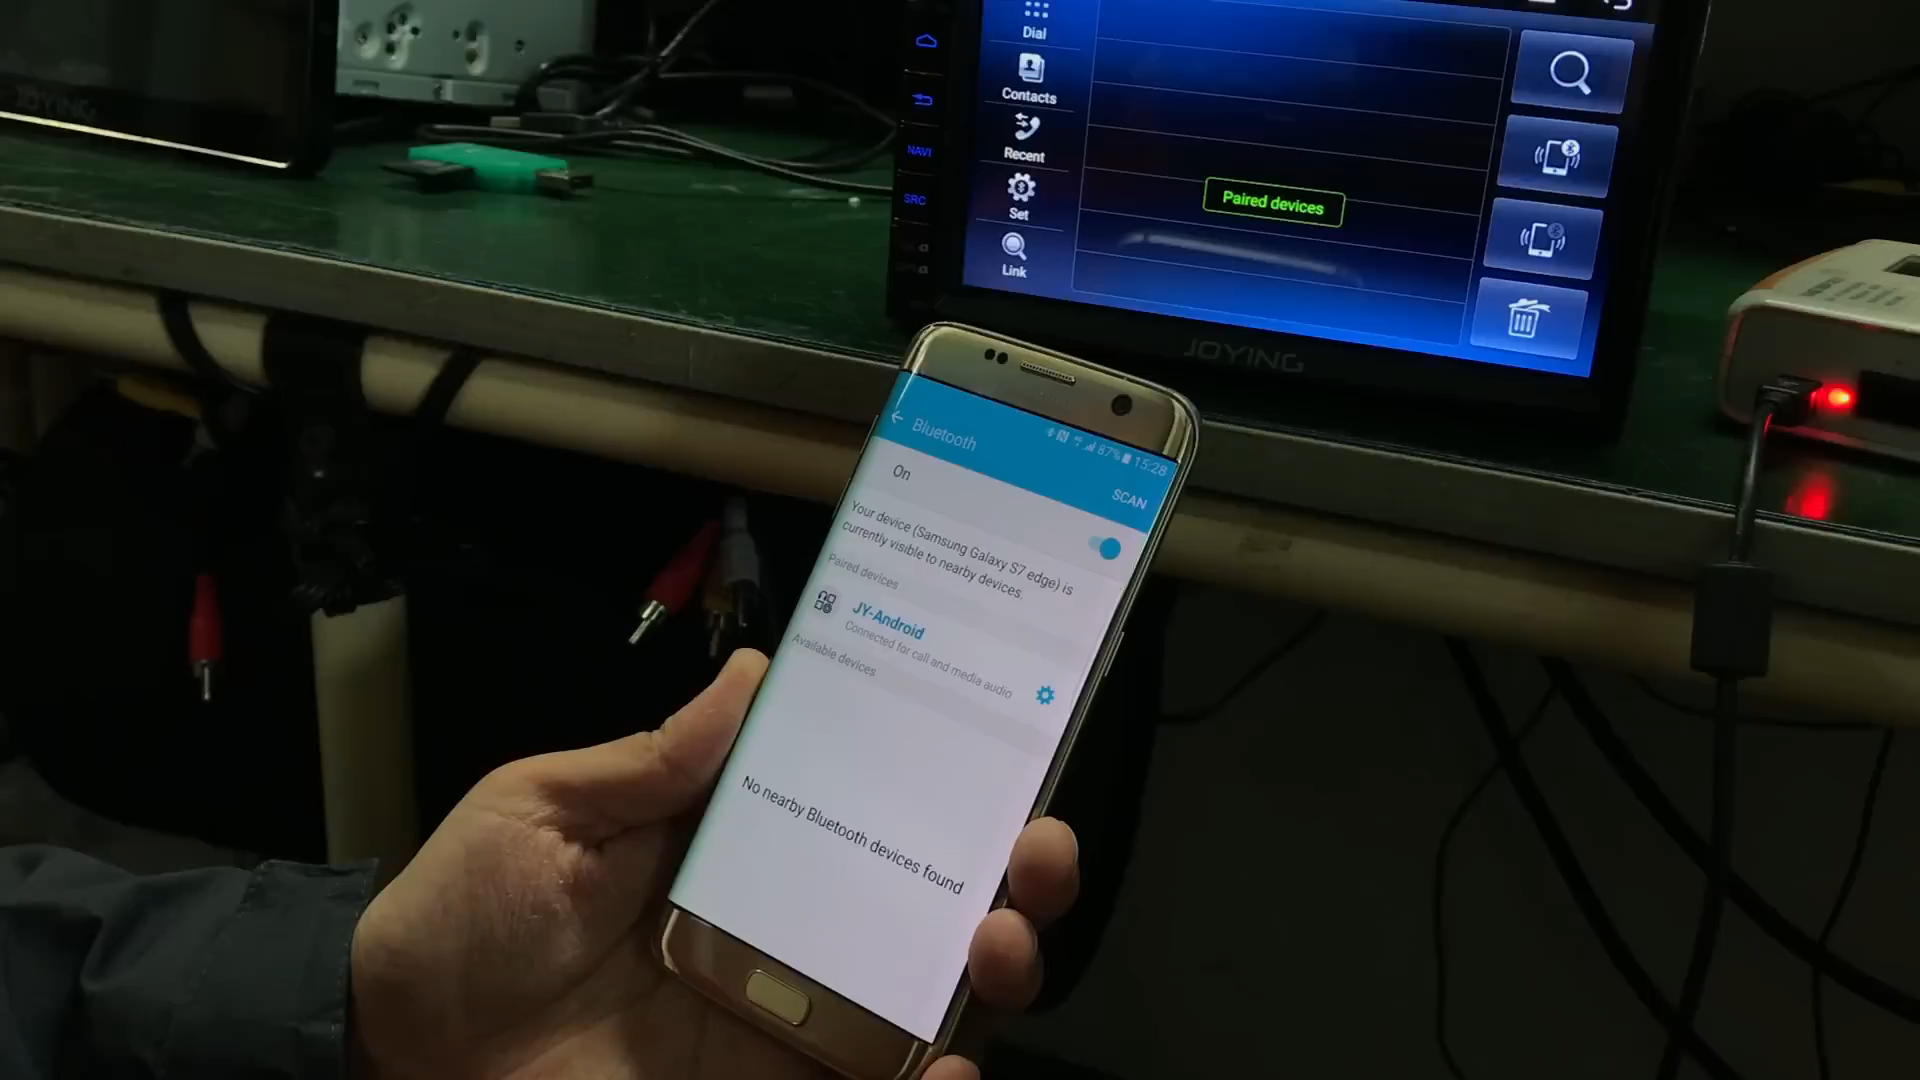 JOYING
Dial
Contacts
Recent
Set
Link
NAVI
SRC
Paired devices
JOYING
Bluetooth
87% 15:28
SCAN
On
Your device (Samsung Galaxy S7 edge) is
currently visible to nearby devices.
Paired devices
JY-Android
Connected for call and media audio
Available devices
No nearby Bluetooth devices found